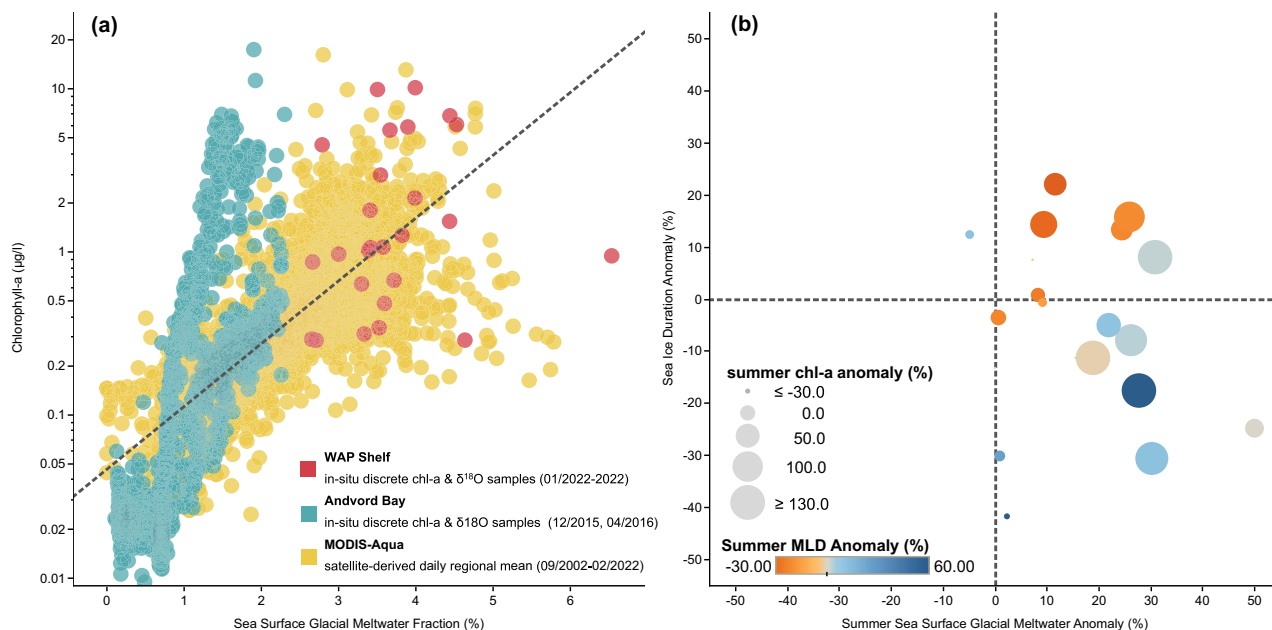 (a)
20
10
5
2
1
0.5
0.2
0.1
0.05
0.02
0.01
Chlorophyll-a (µg/l)
0 1 2 3 4 5 6
Sea Surface Glacial Meltwater Fraction (%)
WAP Shelf
in-situ discrete chl-a & δ¹⁸O samples (01/2022-2022)
Andvord Bay
in-situ discrete chl-a & δ18O samples (12/2015, 04/2016)
MODIS-Aqua
satellite-derived daily regional mean (09/2002-02/2022)
(b)
50
40
30
20
10
0
-10
-20
-30
-40
-50
Sea Ice Duration Anomaly (%)
-50 -40 -30 -20 -10 0 10 20 30 40 50
Summer Sea Surface Glacial Meltwater Anomaly (%)
summer chl-a anomaly (%)
≤ -30.0
0.0
50.0
100.0
≥ 130.0
Summer MLD Anomaly (%)
-30.00 60.00